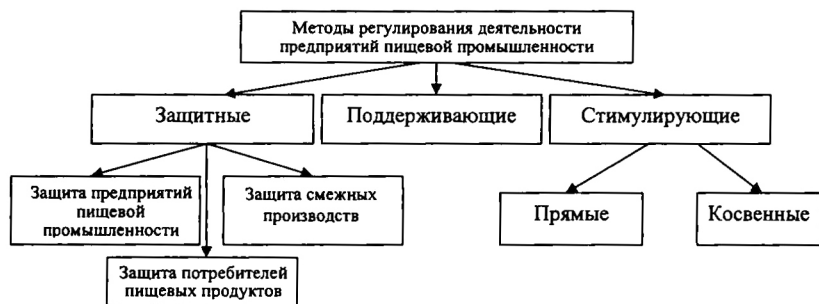 Методы регулирования деятельности
предприятий пищевой промышленности
Защитные
Поддерживающие
Стимулирующие
Защита предприятий
пищевой
промышленности
Защита смежных
производств
Прямые
Косвенные
Защита потребителей
пищевых продуктов